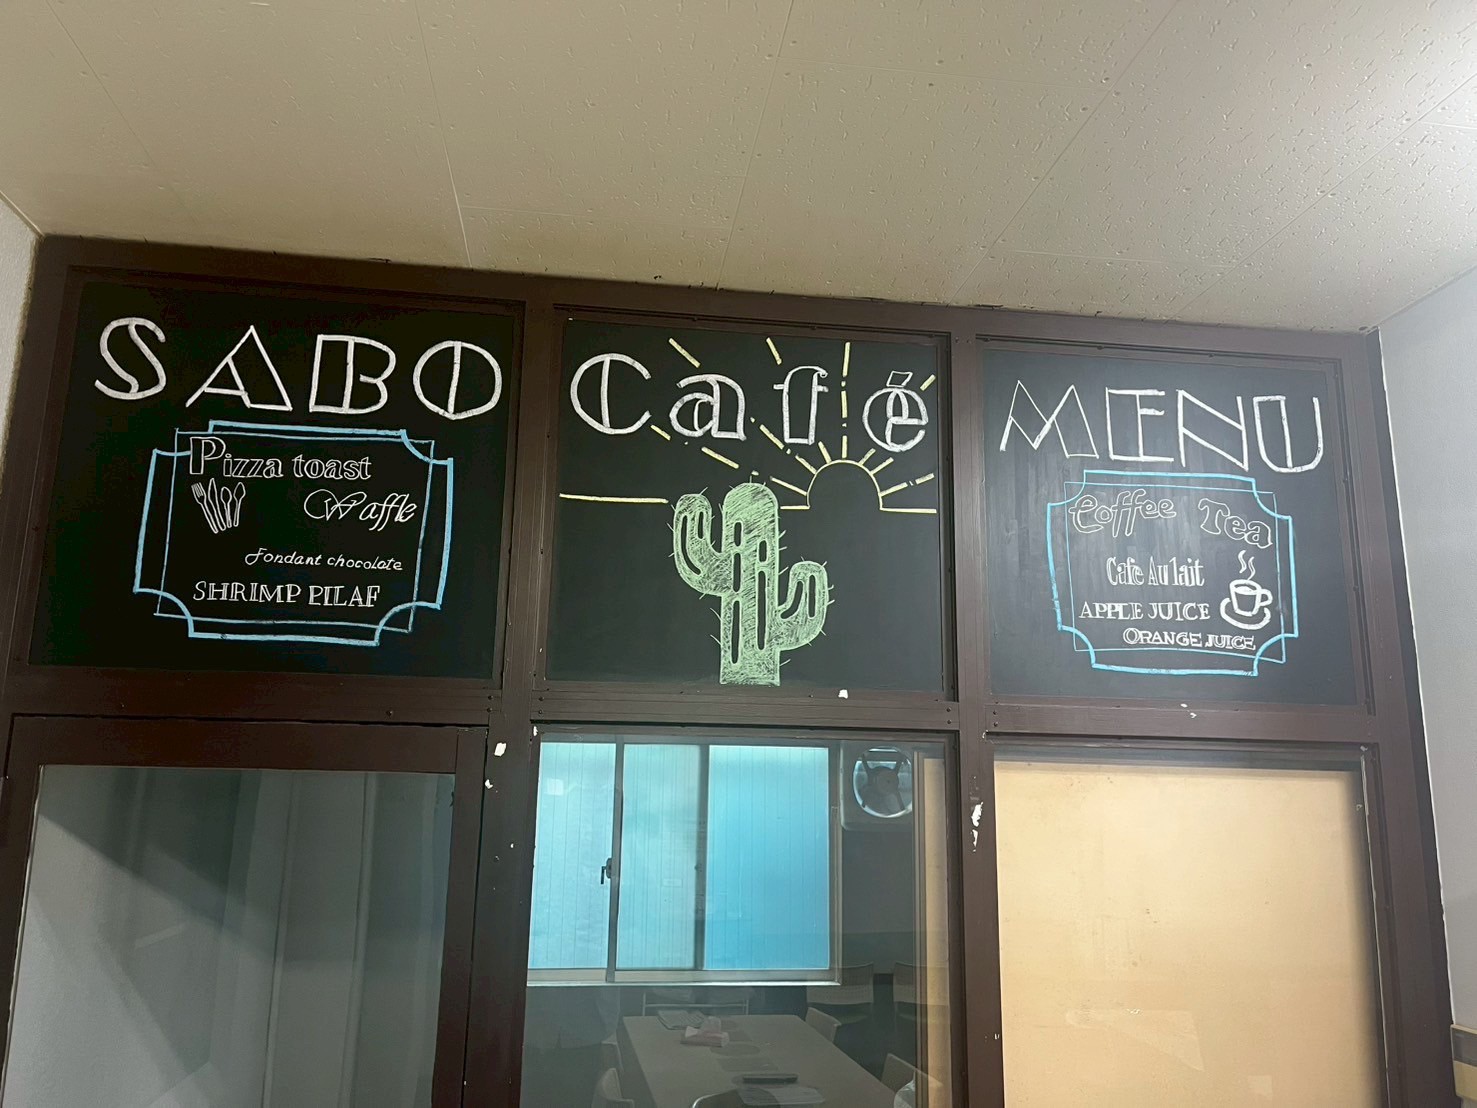 SABO Café MENU
Pizza toast
Waffle
Fondant chocolate
SHRIMP PILAF
Coffee Tea
Cafe Au lait
APPLE JUICE
ORANGE JUICE